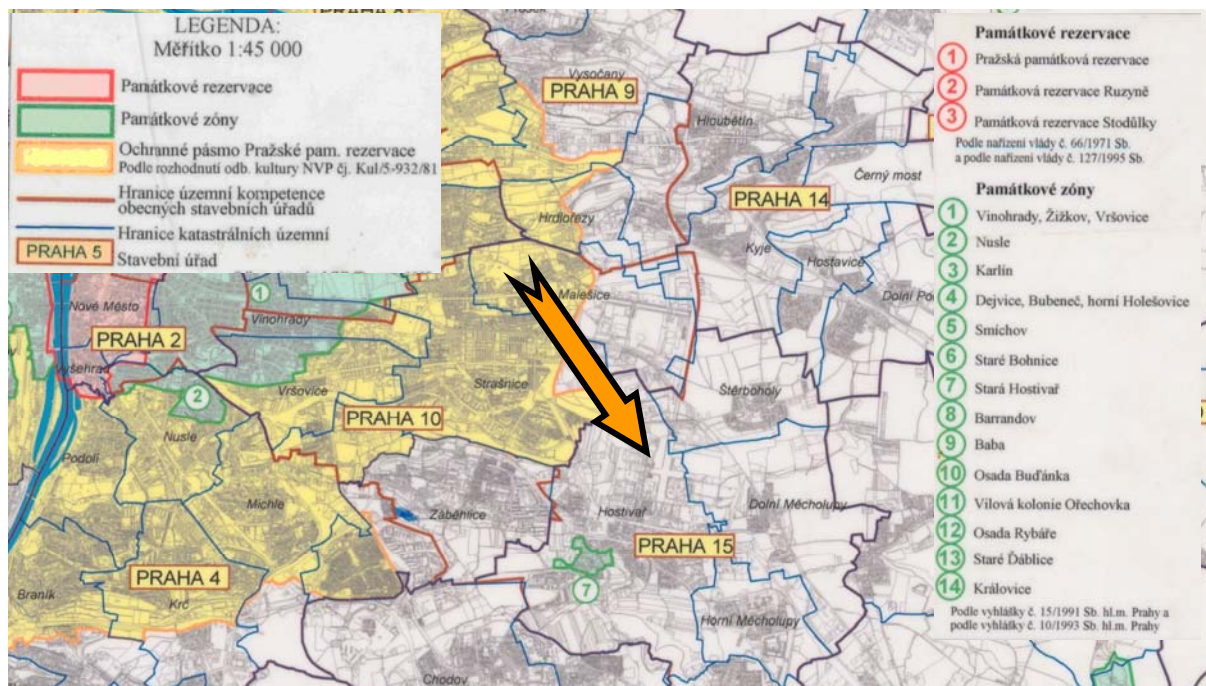 LEGENDA:
Měřítko 1:45 000
Památkové rezervace
Památkové zóny
Ochranné pásmo Pražské pam. rezervace
Podle rozhodnutí odb. kultury NVP čj. Kul/5-932/81
Hranice územní kompetence
obecných stavebních úřadů
Hranice katastrálních územní
PRAHA 5
Stavební úřad
Památkové rezervace
1 Pražská památková rezervace
2 Památková rezervace Ruzyně
3 Památková rezervace Stodůlky
Podle nařízení vlády č. 66/1971 Sb.
a podle nařízení vlády č. 127/1995 Sb.
Památkové zóny
1 Vinohrady, Žižkov, Vršovice
2 Nusle
3 Karlín
4 Dejvice, Bubeneč, horní Holešovice
5 Smíchov
6 Staré Bohnice
7 Stará Hostivař
8 Barrandov
9 Baba
10 Osada Buďánka
11 Vilová kolonie Ořechovka
12 Osada Rybáře
13 Staré Ďáblice
14 Královice
Podle vyhlášky č. 15/1991 Sb. hl.m. Prahy a
podle vyhlášky č. 10/1993 Sb. hl.m. Prahy
Vysočany
PRAHA 9
Hloubětín
Černý most
PRAHA 14
Hrdlořezy
Kyje
Hostavice
Malešice
Dolní
Nové Město
1
Vinohrady
PRAHA 2
Vyšehrad
Vršovice
Strašnice
Štěrboholy
2
PRAHA 10
Nusle
Podolí
Michle
Záběhlice
Hostivař
Dolní Měcholupy
PRAHA 15
PRAHA 4
7
Braník
Krč
Horní Měcholupy
Chodov